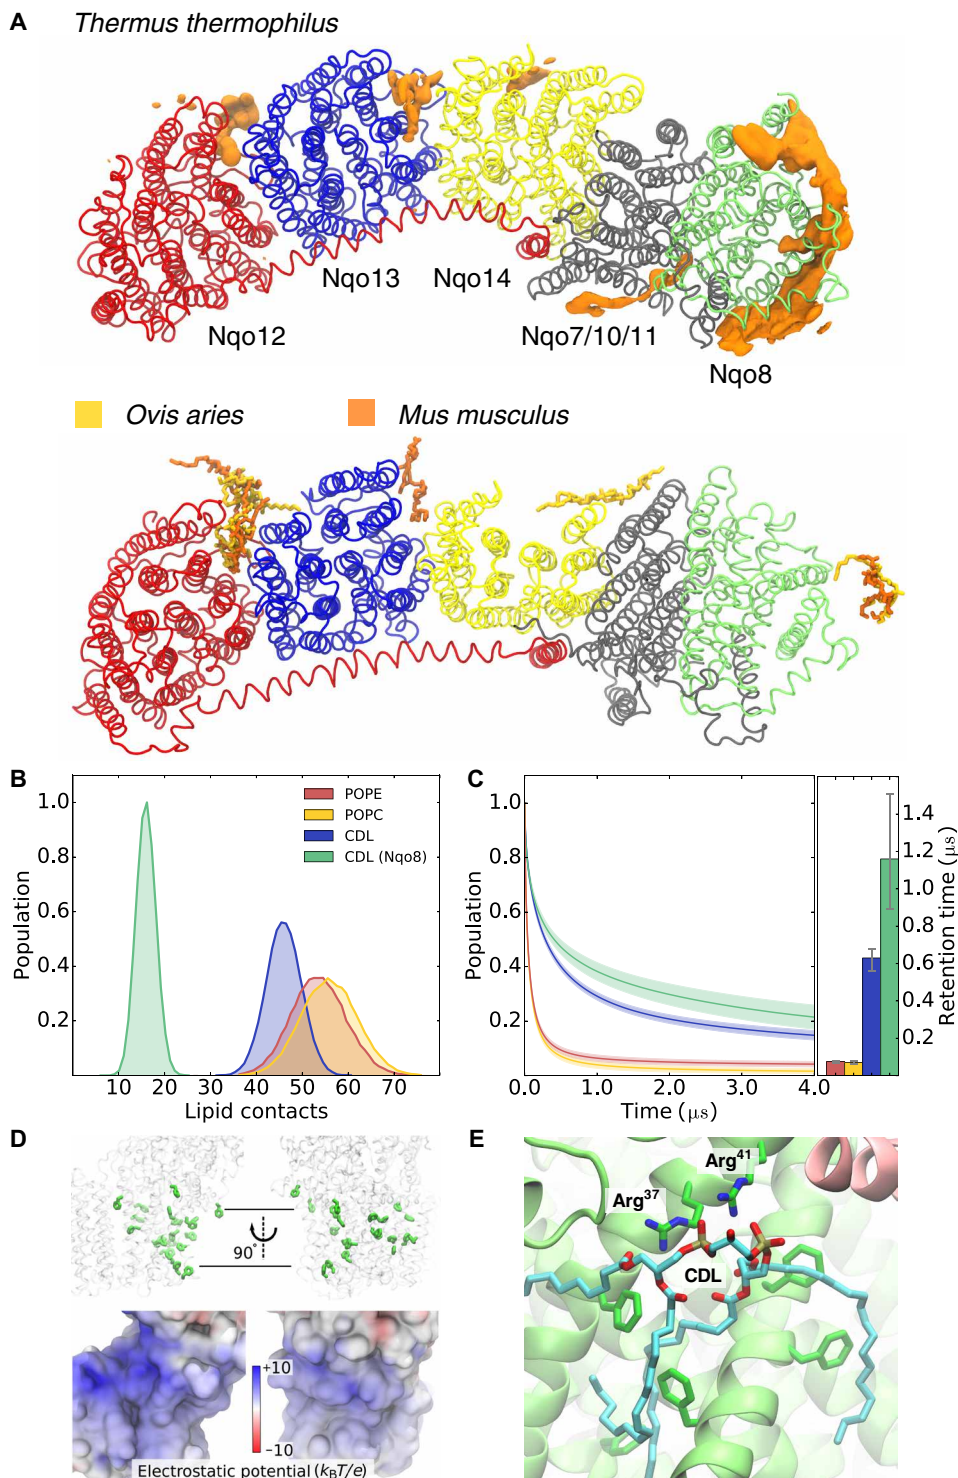 A Thermus thermophilus
Nqo12
Nqo13
Nqo14
Nqo7/10/11
Nqo8
Ovis aries
Mus musculus
B
Population
1.0
0.8
0.6
0.4
0.2
10 20 30 40 50 60 70
Lipid contacts
POPE
POPC
CDL
CDL (Nqo8)
C
Population
1.0
0.8
0.6
0.4
0.2
0.0 1.0 2.0 3.0 4.0
Time (μs)
1.4
1.2
1.0
0.8
0.6
0.4
0.2
Retention time (μs)
D
90°
+10
−10
Electrostatic potential (kBT/e)
E
Arg41
Arg37
CDL